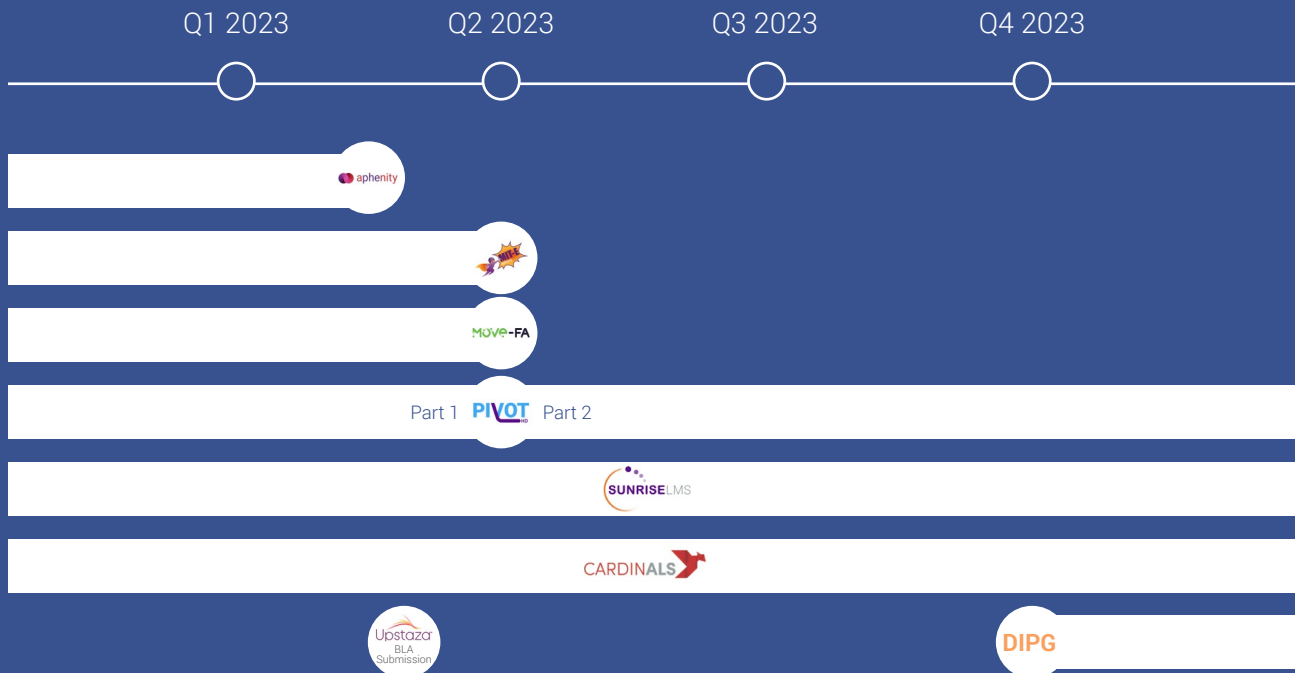 Q1 2023 Q2 2023 Q3 2023 Q4 2023
aphenity
MIT-E
MOVE-FA
Part 1 PIVOT HD Part 2
SUNRISELMS
CARDINALS
Upstaza
BLA
Submission
DIPG